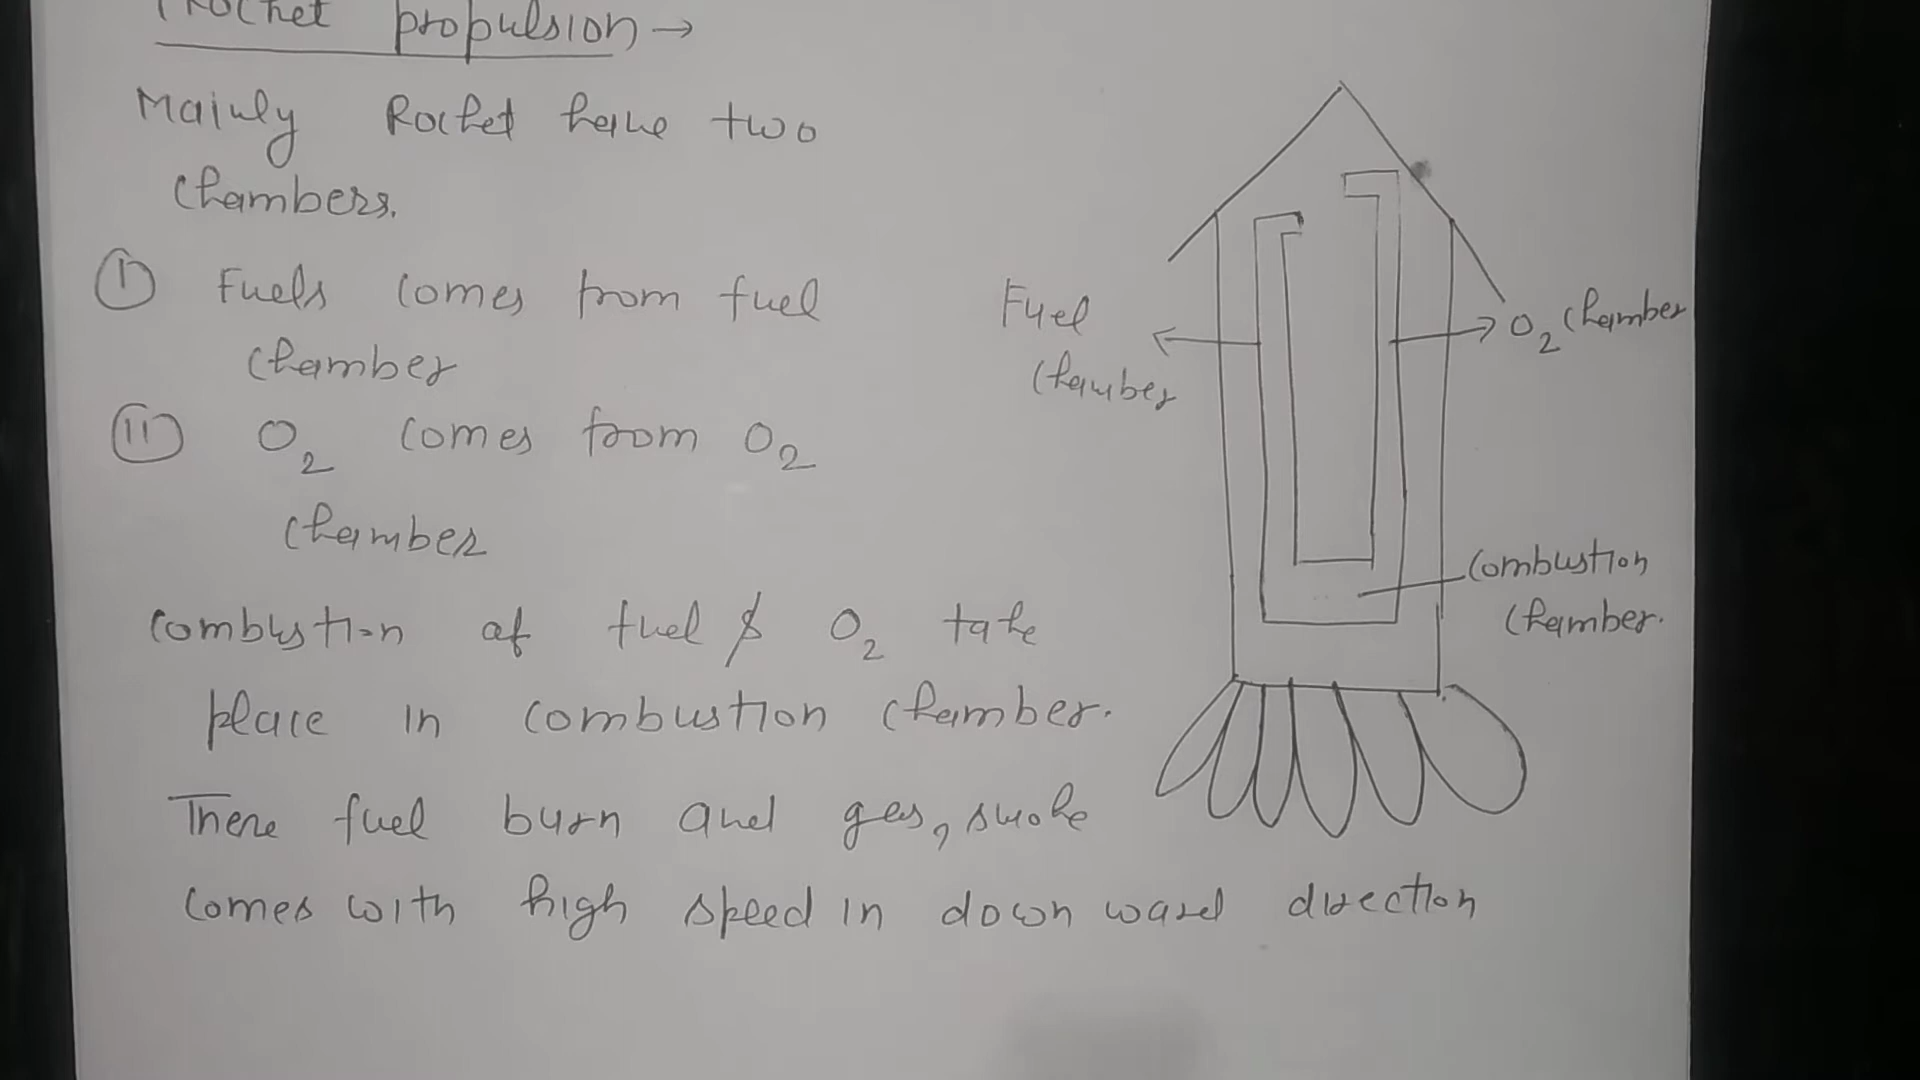 Rocket propulsion →
Mainly Rocket have two
chambers.
(I) Fuels comes from fuel
chamber
(II) O2 comes from O2
chamber
combustion of fuel & O2 take
place in combustion chamber.
There fuel burn and gas, smoke
comes with high speed in down ward direction
Fuel
chamber
O2 chamber
combustion
chamber.